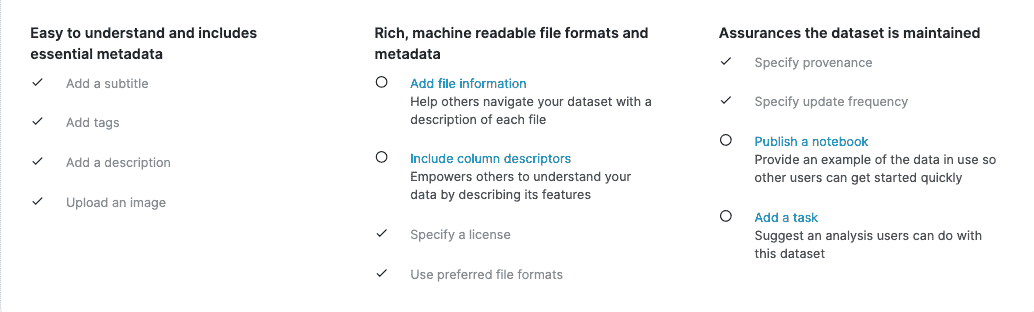 Easy to understand and includes
essential metadata
Add a subtitle
Add tags
Add a description
Upload an image
Rich, machine readable file formats and
metadata
Add file information
Help others navigate your dataset with a
description of each file
Include column descriptors
Empowers others to understand your
data by describing its features
Specify a license
Use preferred file formats
Assurances the dataset is maintained
Specify provenance
Specify update frequency
Publish a notebook
Provide an example of the data in use so
other users can get started quickly
Add a task
Suggest an analysis users can do with
this dataset